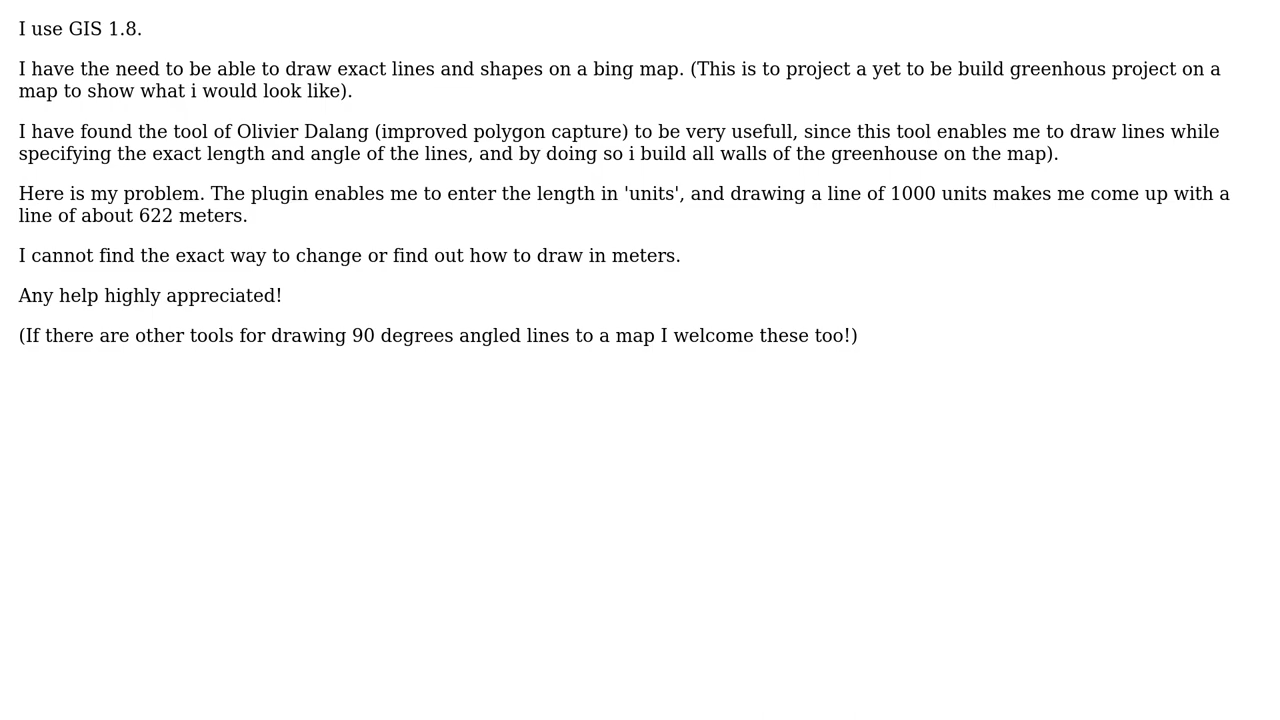 I use GIS 1.8.
I have the need to be able to draw exact lines and shapes on a bing map. (This is to project a yet to be build greenhous project on a
map to show what i would look like).
I have found the tool of Olivier Dalang (improved polygon capture) to be very usefull, since this tool enables me to draw lines while
specifying the exact length and angle of the lines, and by doing so i build all walls of the greenhouse on the map).
Here is my problem. The plugin enables me to enter the length in 'units', and drawing a line of 1000 units makes me come up with a
line of about 622 meters.
I cannot find the exact way to change or find out how to draw in meters.
Any help highly appreciated!
(If there are other tools for drawing 90 degrees angled lines to a map I welcome these too!)